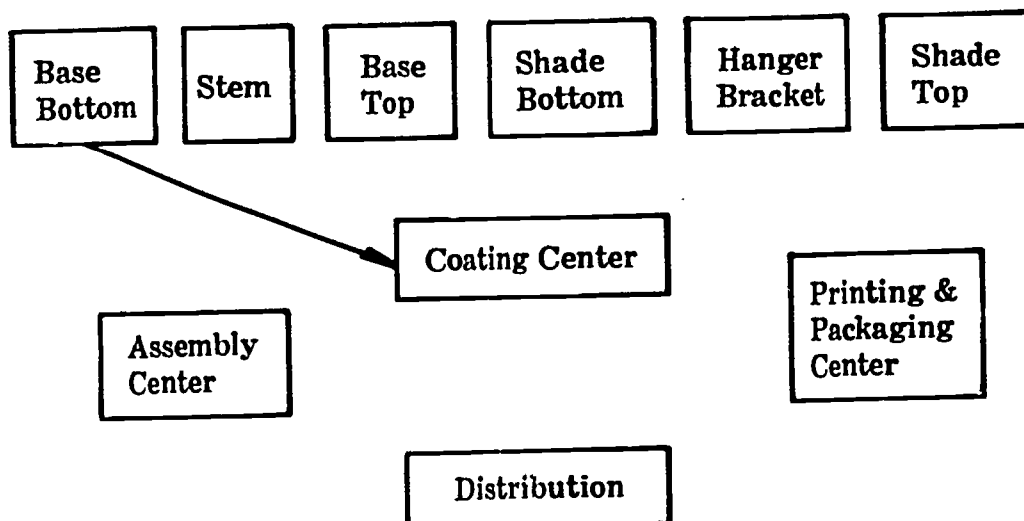 Base
Bottom
Stem
Base
Top
Shade
Bottom
Hanger
Bracket
Shade
Top
Coating Center
Printing &
Packaging
Center
Assembly
Center
Distribution